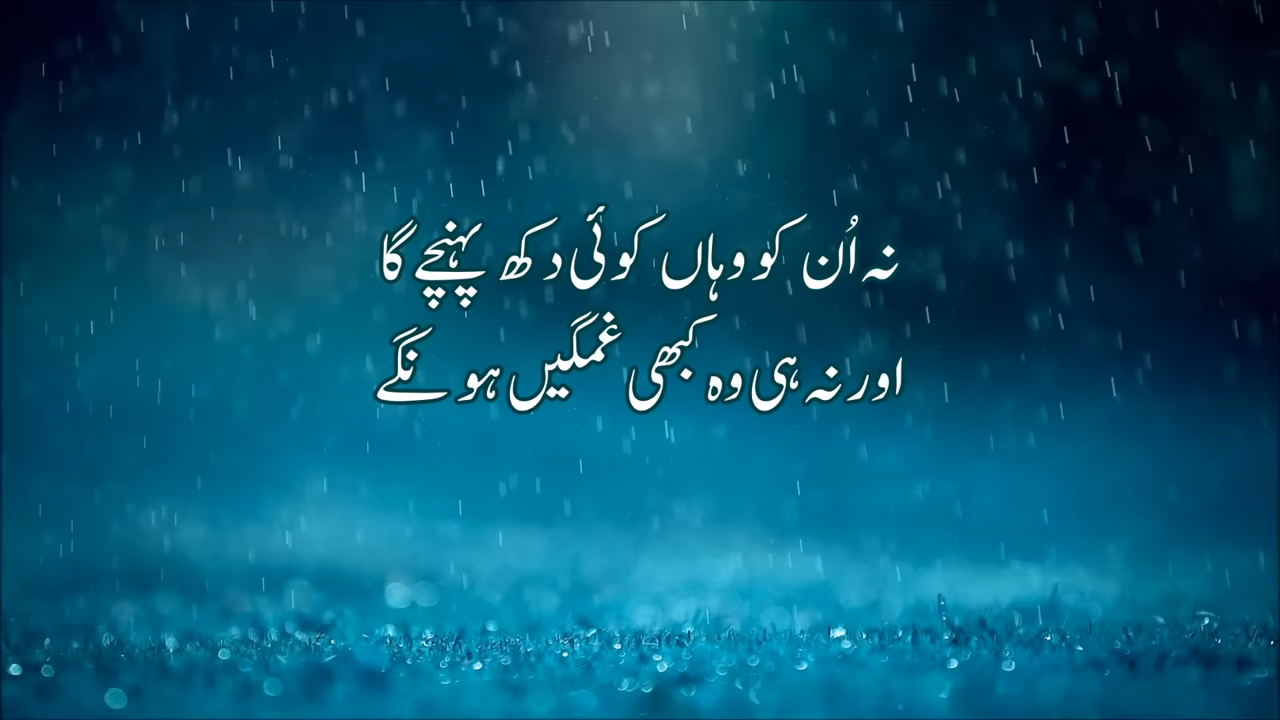 نہ اُن کو وہاں کوئی دکھ پہنچے گا
اور نہ ہی وہ کبھی غمگیں ہونگے